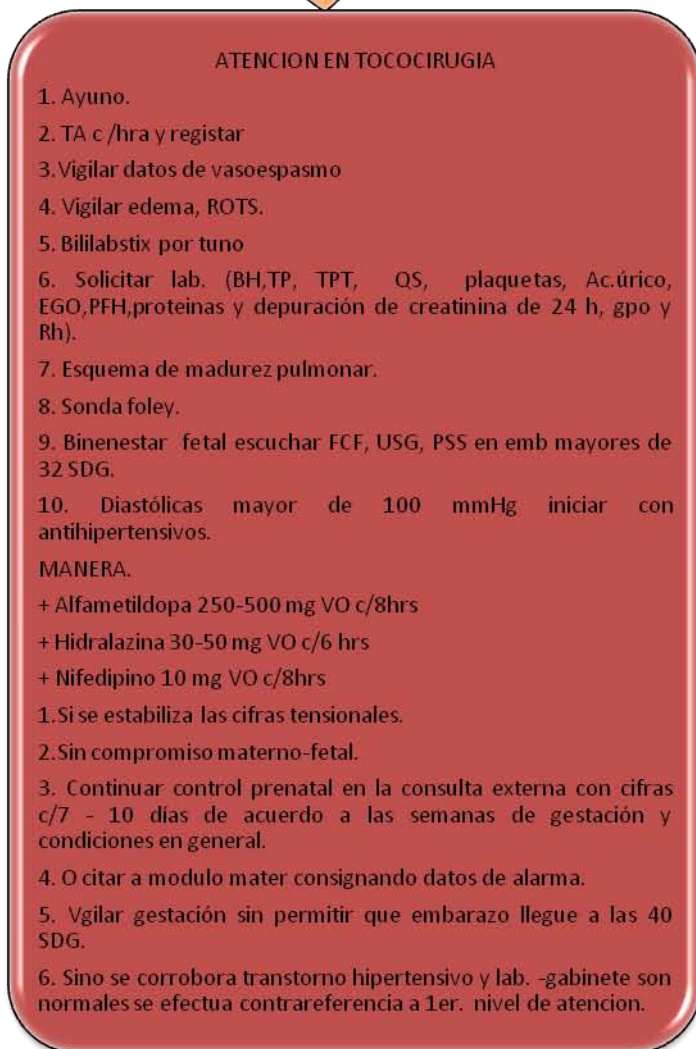 ATENCION EN TOCOCIRUGIA
1. Ayuno.
2. TA c /hra y registar
3.Vigilar datos de vasoespasmo
4. Vigilar edema, ROTS.
5. Bililabstix por tuno
6. Solicitar lab. (BH,TP, TPT, QS, plaquetas, Ac.úrico,
EGO,PFH,proteinas y depuración de creatinina de 24 h, gpo y
Rh).
7. Esquema de madurez pulmonar.
8. Sonda foley.
9. Binenestar fetal escuchar FCF, USG, PSS en emb mayores de
32 SDG.
10. Diastólicas mayor de 100 mmHg iniciar con
antihipertensivos.
MANERA.
+ Alfametildopa 250-500 mg VO c/8hrs
+ Hidralazina 30-50 mg VO c/6 hrs
+ Nifedipino 10 mg VO c/8hrs
1.Si se estabiliza las cifras tensionales.
2.Sin compromiso materno-fetal.
3. Continuar control prenatal en la consulta externa con cifras
c/7 - 10 días de acuerdo a las semanas de gestación y
condiciones en general.
4. O citar a modulo mater consignando datos de alarma.
5. Vgilar gestación sin permitir que embarazo llegue a las 40
SDG.
6. Sino se corrobora transtorno hipertensivo y lab. -gabinete son
normales se efectua contrareferencia a 1er. nivel de atencion.